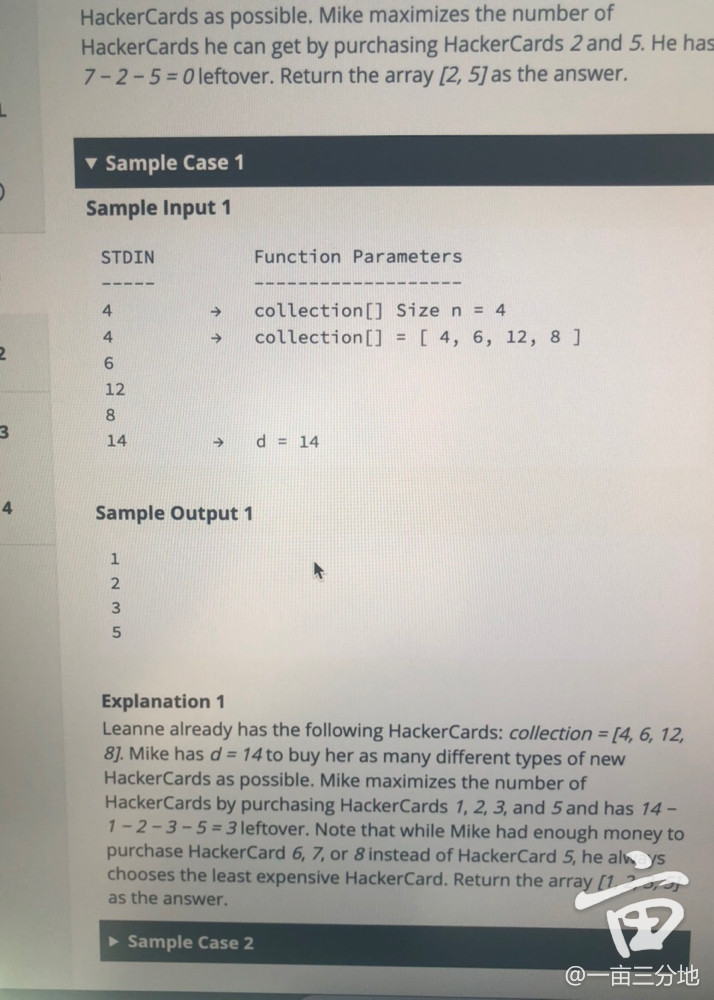 HackerCards as possible. Mike maximizes the number of
HackerCards he can get by purchasing HackerCards 2 and 5. He has
7 – 2 – 5 = 0 leftover. Return the array [2, 5] as the answer.
▼ Sample Case 1
Sample Input 1
STDIN Function Parameters
----- -------------------
4 → collection[] Size n = 4
4 → collection[] = [ 4, 6, 12, 8 ]
6
12
8
14 → d = 14
Sample Output 1
1
2
3
5
Explanation 1
Leanne already has the following HackerCards: collection = [4, 6, 12,
8]. Mike has d = 14 to buy her as many different types of new
HackerCards as possible. Mike maximizes the number of
HackerCards by purchasing HackerCards 1, 2, 3, and 5 and has 14 –
1 – 2 – 3 – 5 = 3 leftover. Note that while Mike had enough money to
purchase HackerCard 6, 7, or 8 instead of HackerCard 5, he always
chooses the least expensive HackerCard. Return the array [1, 2, 3, 5]
as the answer.
▶ Sample Case 2
2
3
4
亩
@一亩三分地